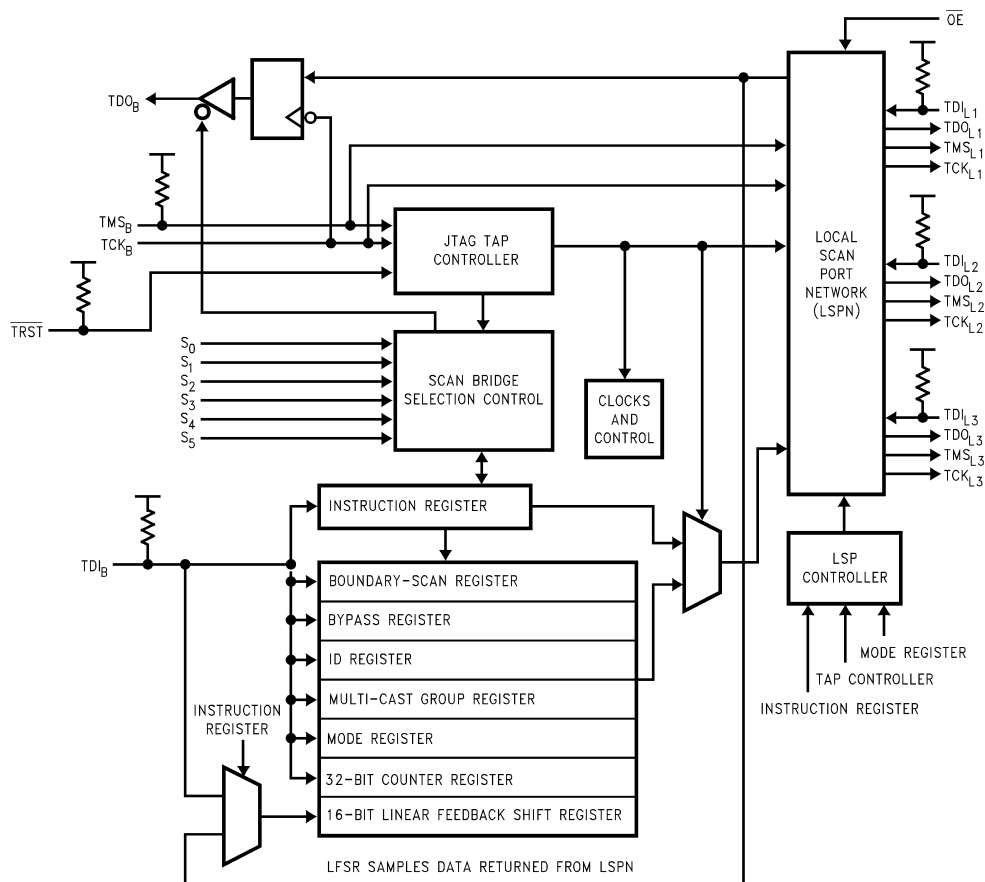 OE
TDO_B
TDI_L1
TDO_L1
TMS_L1
TCK_L1
TMS_B
TCK_B
JTAG TAP
CONTROLLER
LOCAL
SCAN
PORT
NETWORK
(LSPN)
TDI_L2
TDO_L2
TMS_L2
TCK_L2
TRST
S_0
S_1
S_2
S_3
S_4
S_5
SCAN BRIDGE
SELECTION CONTROL
CLOCKS
AND
CONTROL
TDI_L3
TDO_L3
TMS_L3
TCK_L3
INSTRUCTION REGISTER
TDI_B
LSP
CONTROLLER
BOUNDARY-SCAN REGISTER
BYPASS REGISTER
ID REGISTER
MULTI-CAST GROUP REGISTER
MODE REGISTER
32-BIT COUNTER REGISTER
16-BIT LINEAR FEEDBACK SHIFT REGISTER
MODE REGISTER
TAP CONTROLLER
INSTRUCTION REGISTER
INSTRUCTION
REGISTER
LFSR SAMPLES DATA RETURNED FROM LSPN